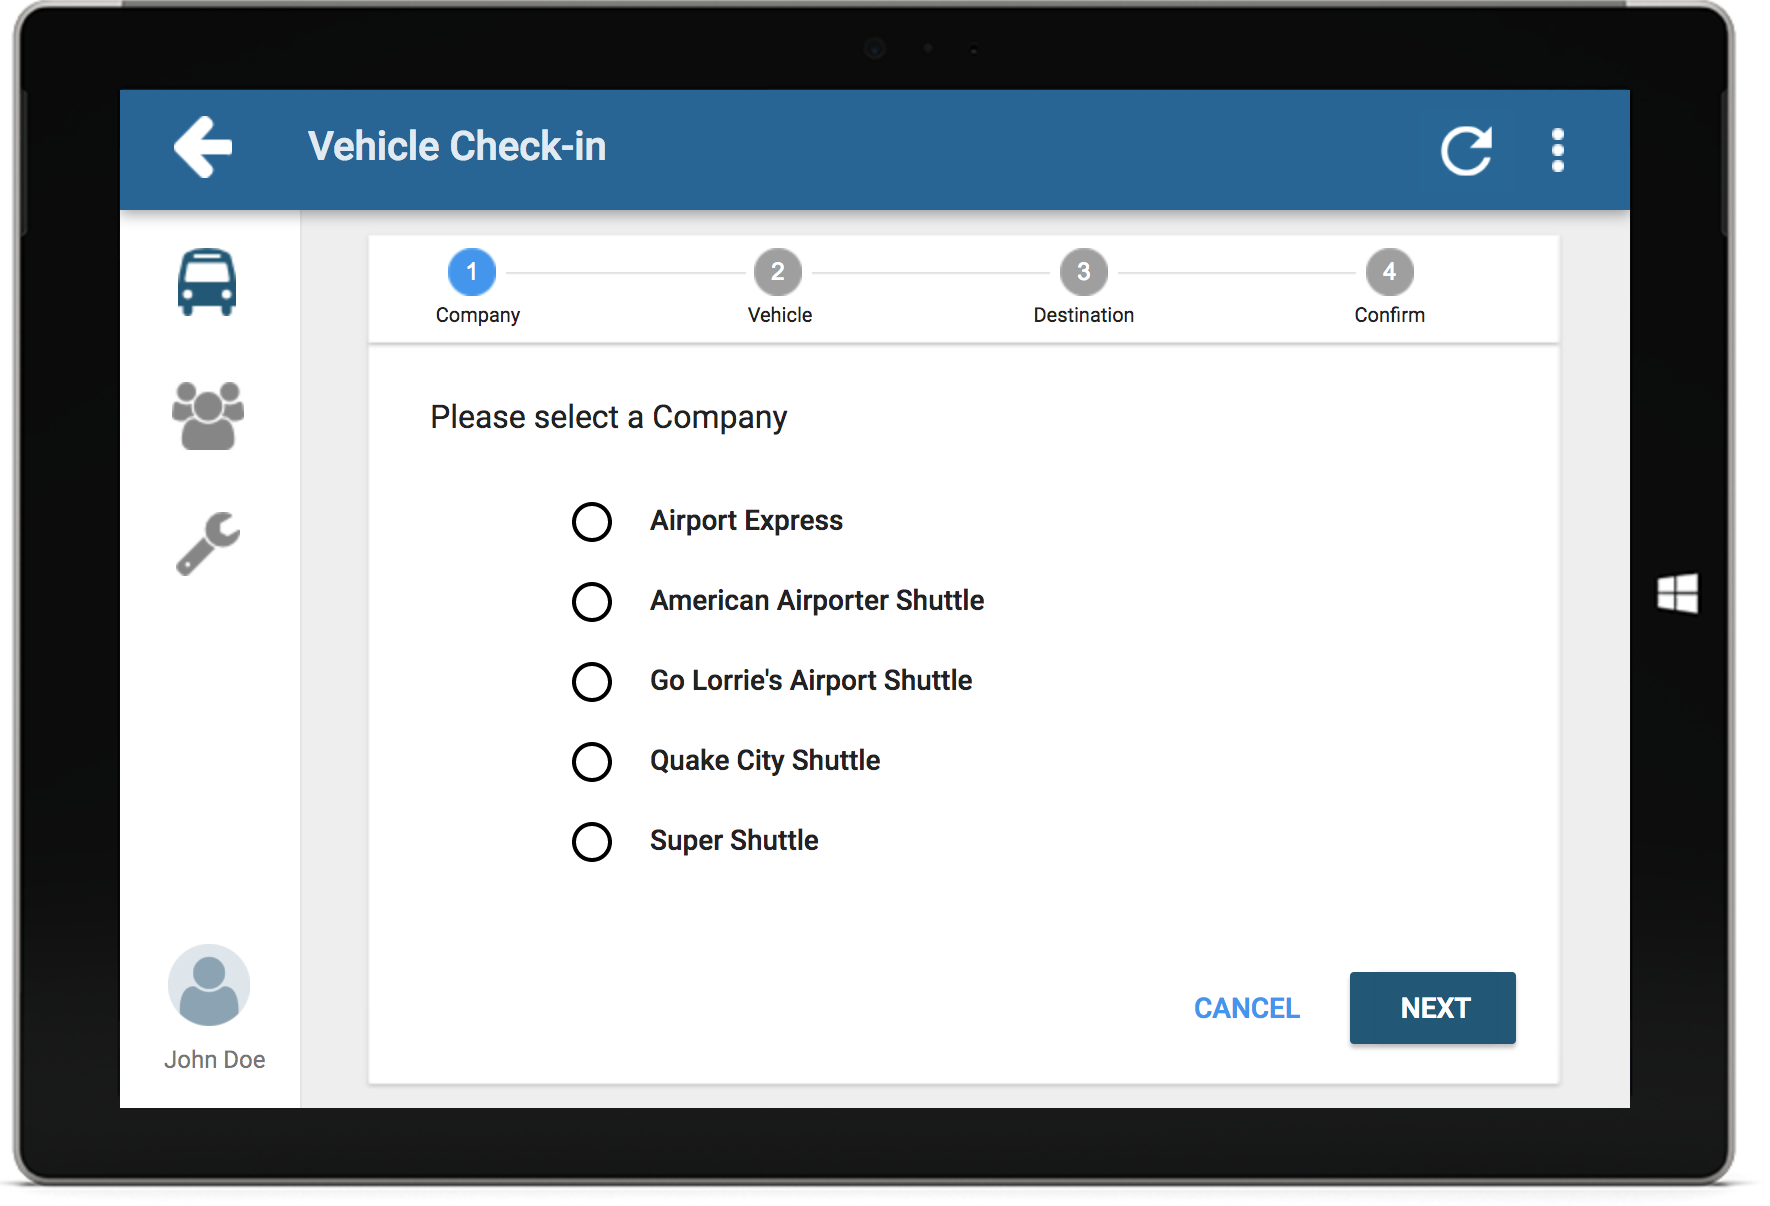 Vehicle Check-in
1
2
3
4
Company
Vehicle
Destination
Confirm
Please select a Company
Airport Express
American Airporter Shuttle
Go Lorrie's Airport Shuttle
Quake City Shuttle
Super Shuttle
CANCEL
NEXT
John Doe